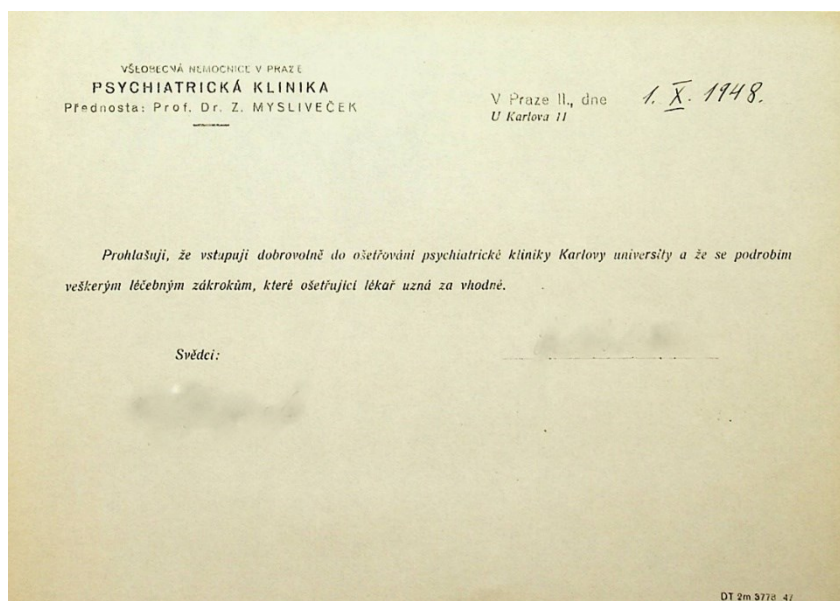 VŠEOBECNÁ NEMOCNICE V PRAZE
PSYCHIATRICKÁ KLINIKA
Přednosta: Prof. Dr. Z. MYSLIVEČEK
V Praze II., dne 1. X. 1948.
U Karlova 11
Prohlašuji, že vstupuji dobrovolně do ošetřování psychiatrické kliniky Karlovy university a že se podrobím
veškerým léčebným zákrokům, které ošetřující lékař uzná za vhodné.
Svědci:
DT 2m 3778 47